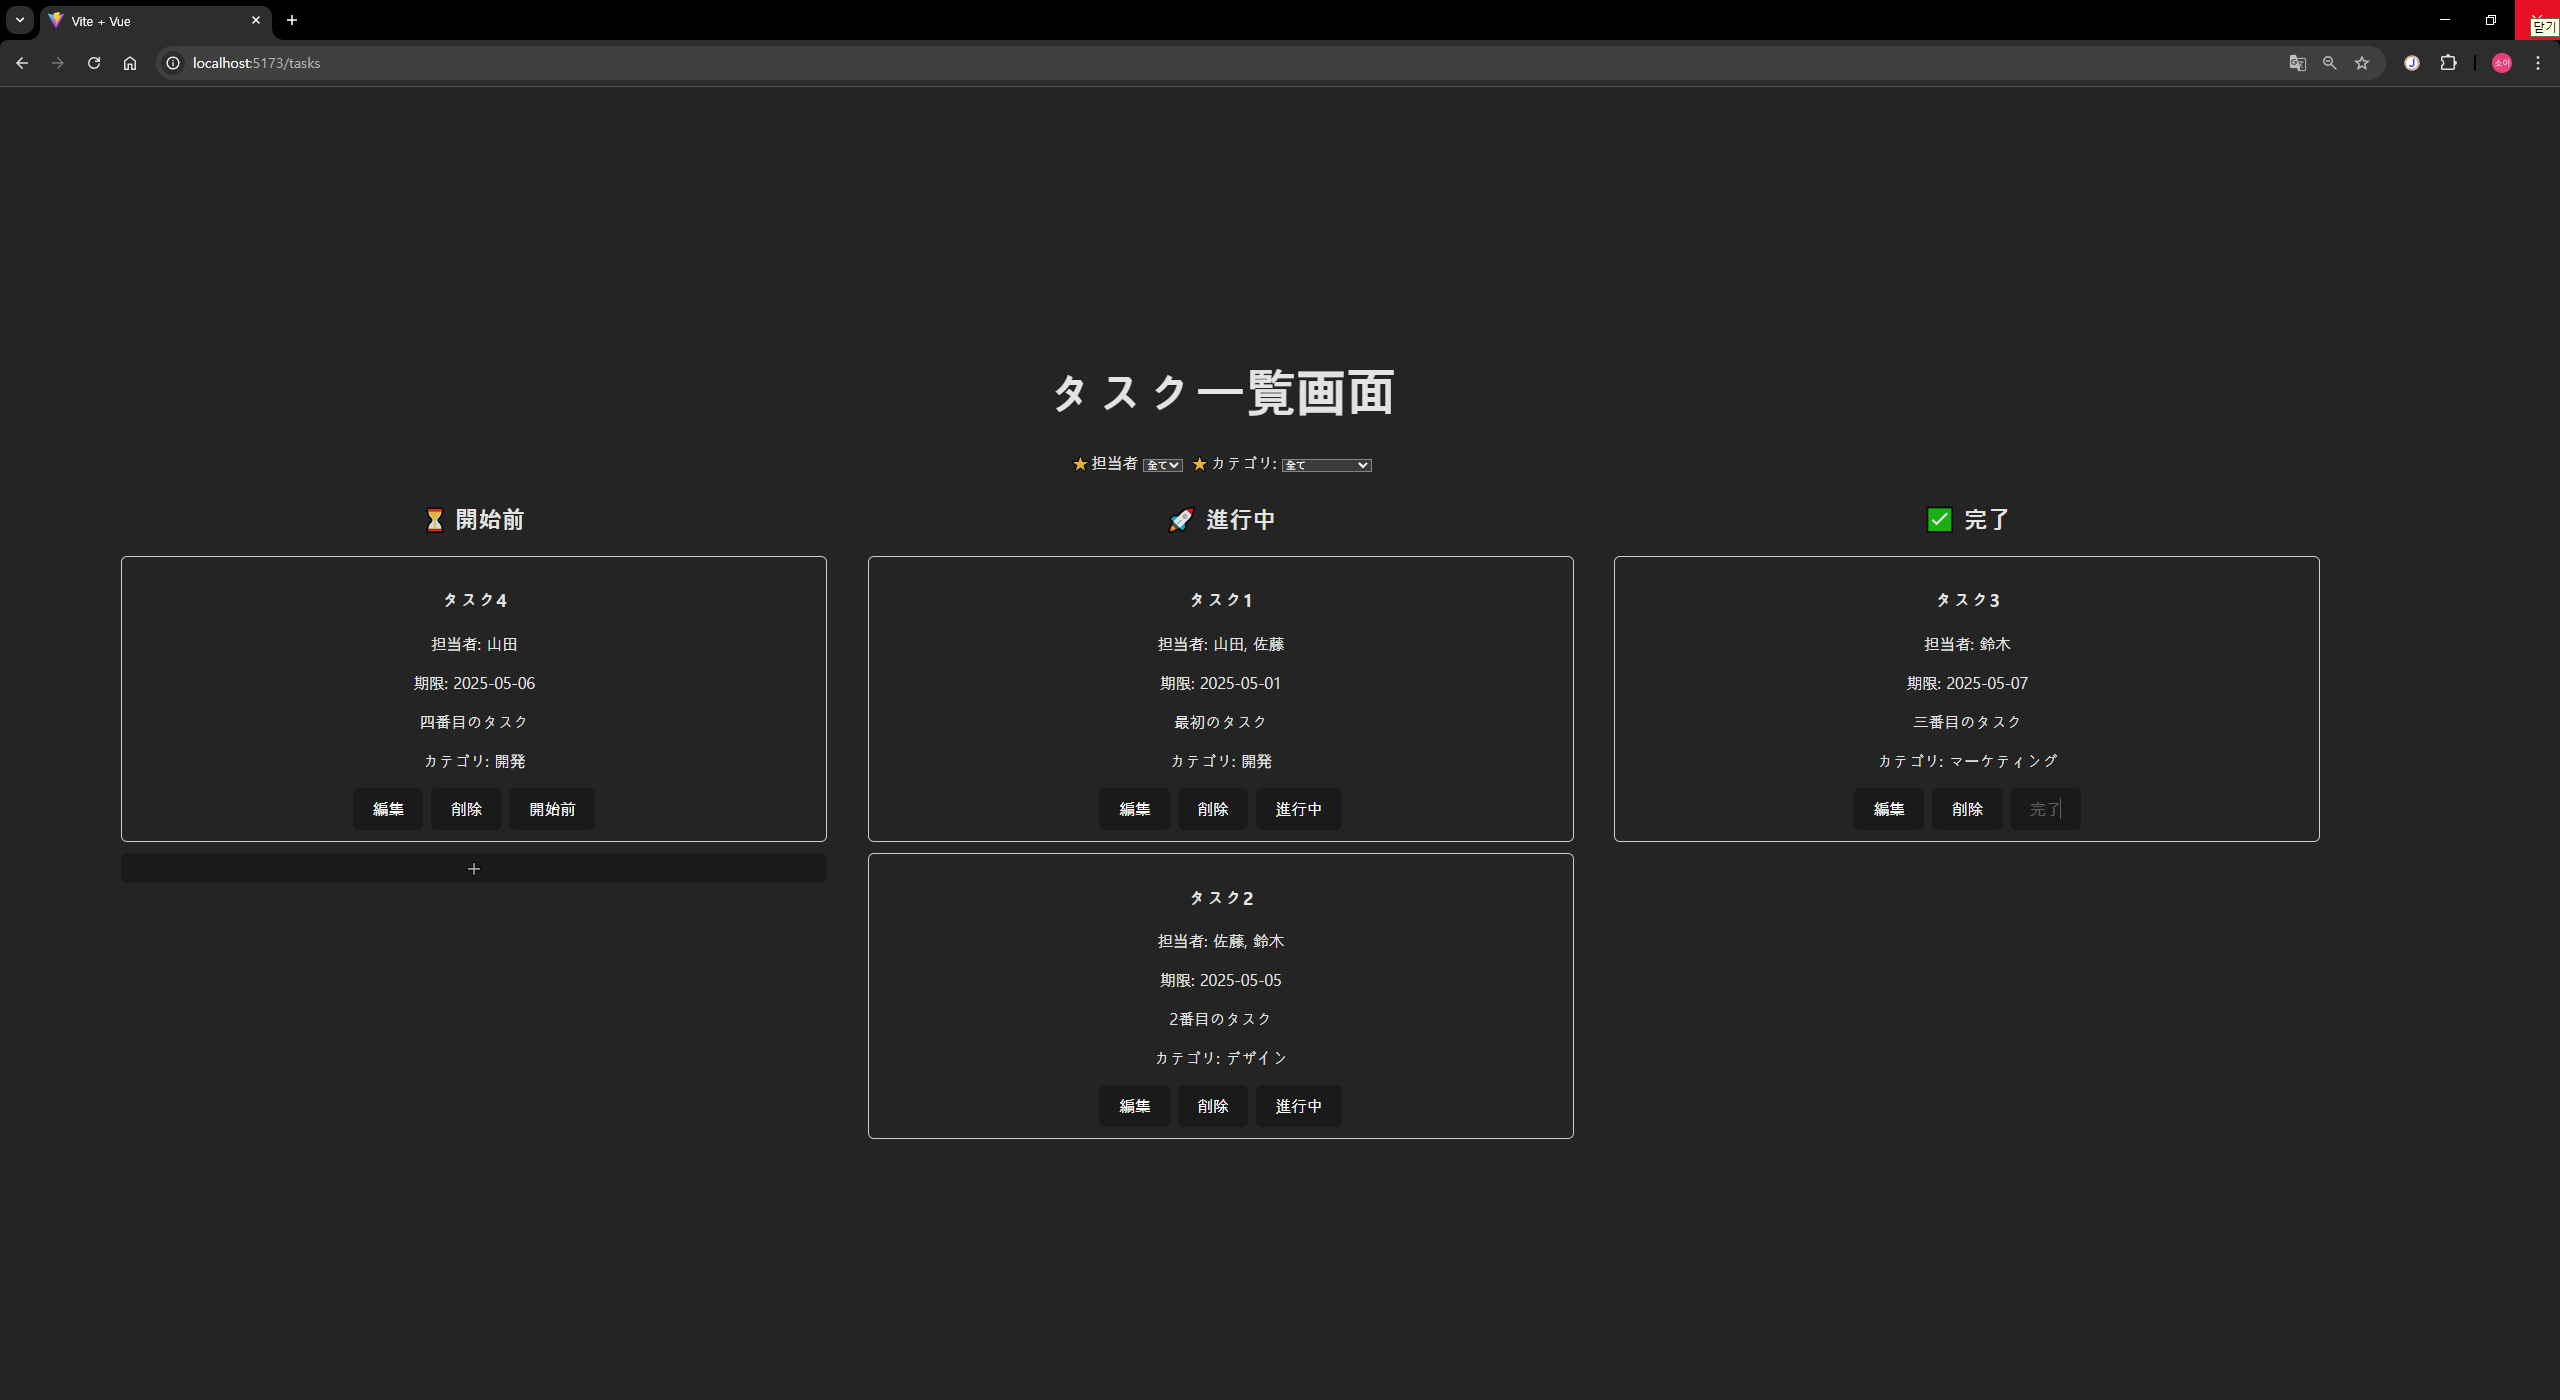 Vite + Vue
닫기
localhost:5173/tasks
소이
タスク一覧画面
★担当者 全て ★カテゴリ: 全て
⏳ 開始前
タスク4
担当者: 山田
期限: 2025-05-06
四番目のタスク
カテゴリ: 開発
編集 削除 開始前
+
🚀 進行中
タスク1
担当者: 山田, 佐藤
期限: 2025-05-01
最初のタスク
カテゴリ: 開発
編集 削除 進行中
タスク2
担当者: 佐藤, 鈴木
期限: 2025-05-05
2番目のタスク
カテゴリ: デザイン
編集 削除 進行中
✅ 完了
タスク3
担当者: 鈴木
期限: 2025-05-07
三番目のタスク
カテゴリ: マーケティング
編集 削除 完了